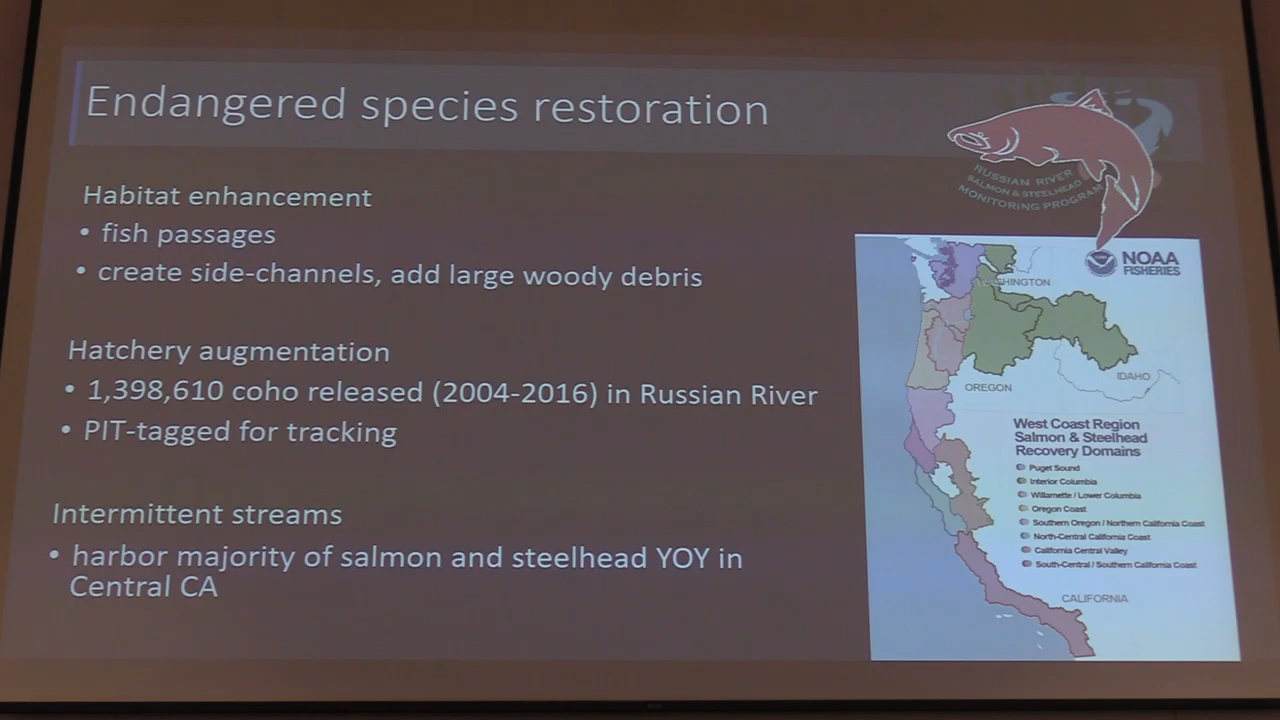 Endangered species restoration
RUSSIAN RIVER
SALMON & STEELHEAD
MONITORING PROGRAM
Habitat enhancement
• fish passages
• create side-channels, add large woody debris
Hatchery augmentation
• 1,398,610 coho released (2004-2016) in Russian River
• PIT-tagged for tracking
Intermittent streams
• harbor majority of salmon and steelhead YOY in
Central CA
NOAA
FISHERIES
WASHINGTON
OREGON
IDAHO
West Coast Region
Salmon & Steelhead
Recovery Domains
Puget Sound
Interior Columbia
Willamette / Lower Columbia
Oregon Coast
Southern Oregon / Northern California Coast
North-Central California Coast
California Central Valley
South-Central / Southern California Coast
CALIFORNIA